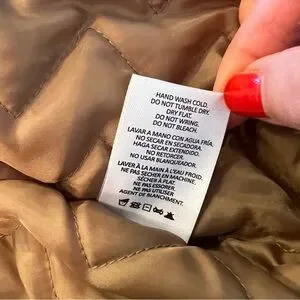 HAND WASH COLD.
DO NOT TUMBLE DRY.
DRY FLAT.
DO NOT WRING.
DO NOT BLEACH.
LAVAR A MANO CON AGUA FRÍA.
NO SECAR EN SECADORA.
HAGA SECAR EXTENDIDO.
NO RETORCER.
NO USAR BLANQUEADOR.
LAVER À LA MAIN À L'EAU FROID.
NE PAS SÉCHER EN MACHINE.
SÉCHER À PLAT.
NE PAS ESSORER.
NE PAS UTILISER
AGENT DE BLANCHIMENT.